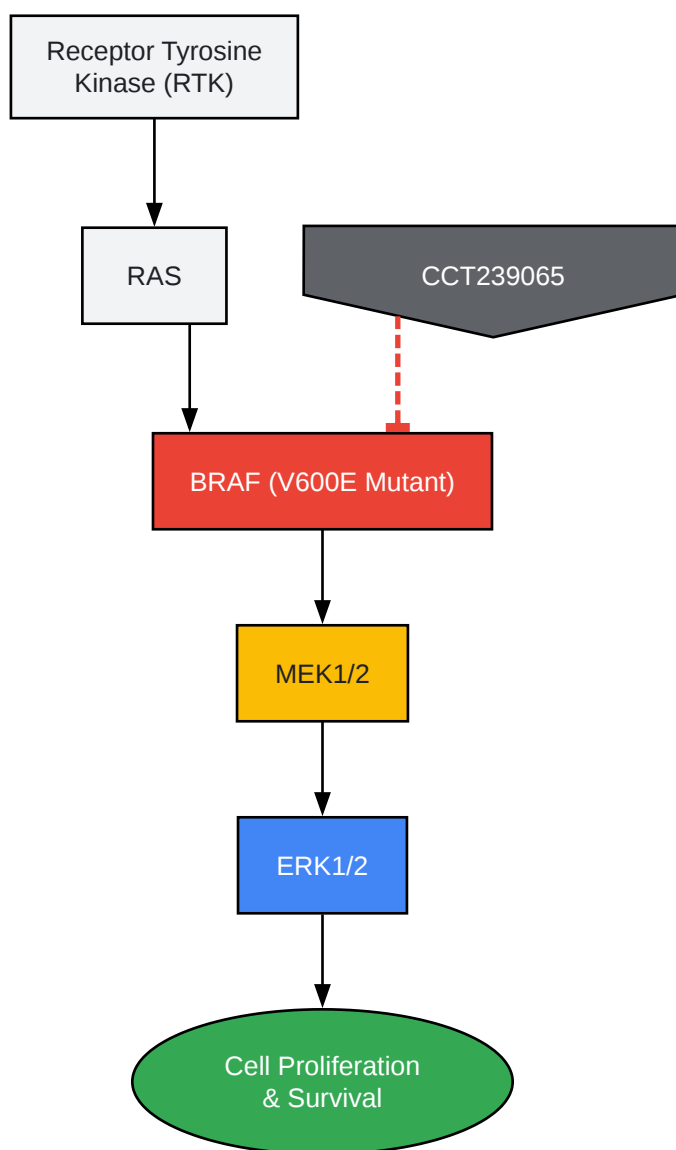 Receptor Tyrosine
Kinase (RTK)
RAS
CCT239065
BRAF (V600E Mutant)
MEK1/2
ERK1/2
Cell Proliferation
& Survival